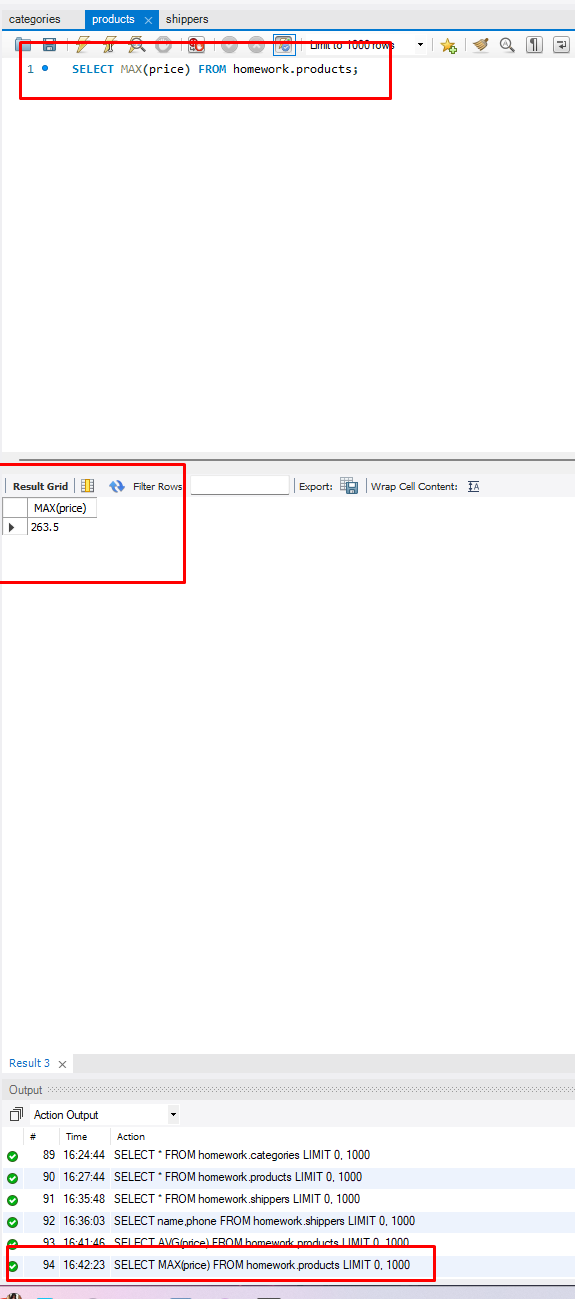 categories products shippers
Limit to 1000 rows
1 SELECT MAX(price) FROM homework.products;
Result Grid Filter Rows Export: Wrap Cell Content:
MAX(price)
263.5
Result 3
Output
Action Output
# Time Action
89 16:24:44 SELECT * FROM homework.categories LIMIT 0, 1000
90 16:27:44 SELECT * FROM homework.products LIMIT 0, 1000
91 16:35:48 SELECT * FROM homework.shippers LIMIT 0, 1000
92 16:36:03 SELECT name,phone FROM homework.shippers LIMIT 0, 1000
93 16:41:46 SELECT AVG(price) FROM homework.products LIMIT 0, 1000
94 16:42:23 SELECT MAX(price) FROM homework.products LIMIT 0, 1000